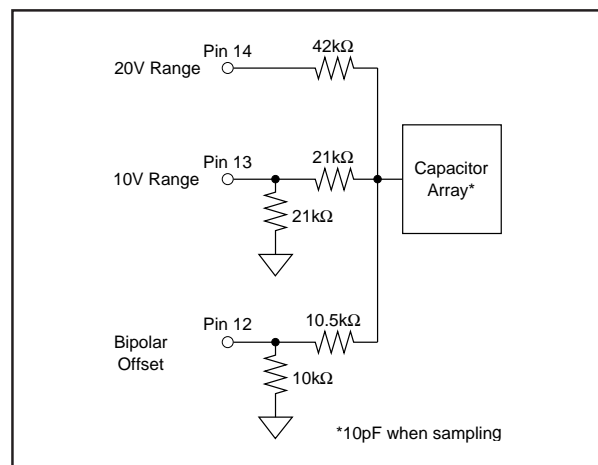 Pin 14
42kΩ
20V Range
Pin 13
21kΩ
10V Range
Capacitor
Array*
21kΩ
Pin 12
10.5kΩ
Bipolar
Offset
10kΩ
*10pF when sampling